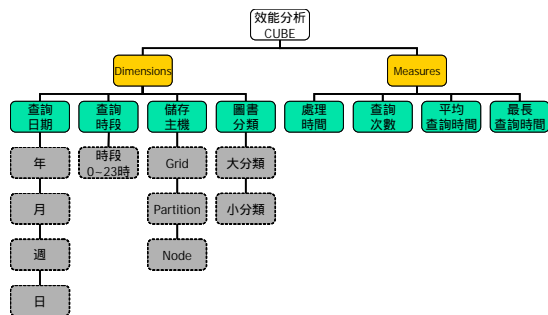 效能分析
CUBE
Dimensions
Measures
查詢
日期
查詢
時段
儲存
主機
圖書
分類
處理
時間
查詢
次數
平均
查詢時間
最長
查詢時間
年
時段
0~23時
Grid
大分類
月
Partition
小分類
週
Node
日